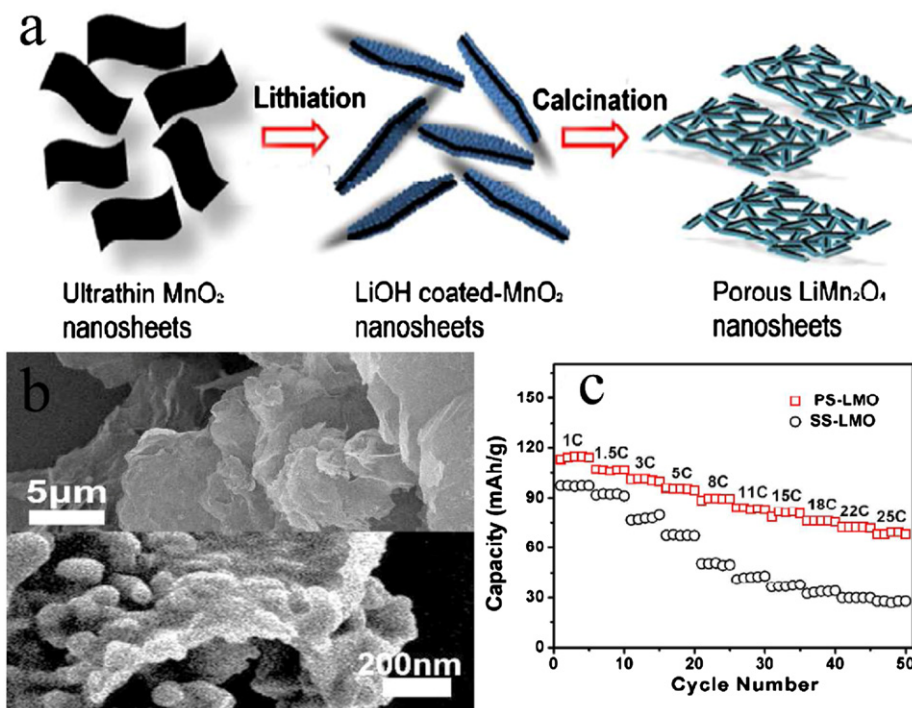 a
Lithiation
Calcination
Ultrathin MnO₂
nanosheets
LiOH coated-MnO₂
nanosheets
Porous LiMn₂O₄
nanosheets
b
5μm
200nm
c
PS-LMO
SS-LMO
1C
1.5C
3C
5C
8C
11C
15C
18C
22C
25C
Capacity (mAh/g)
150
120
90
60
30
0
0
10
20
30
40
50
Cycle Number